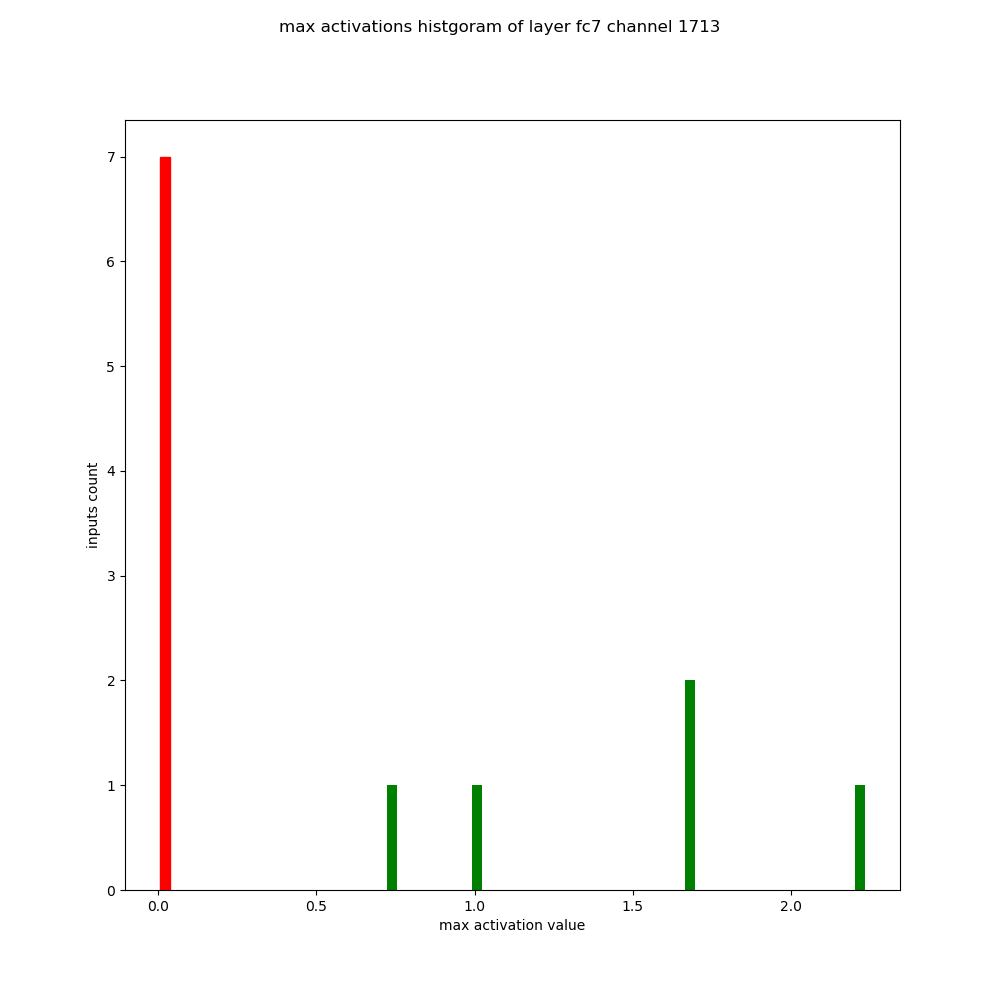 max activations histgoram of layer fc7 channel 1713
7
6
5
4
3
2
1
0
inputs count
0.0 0.5 1.0 1.5 2.0
max activation value